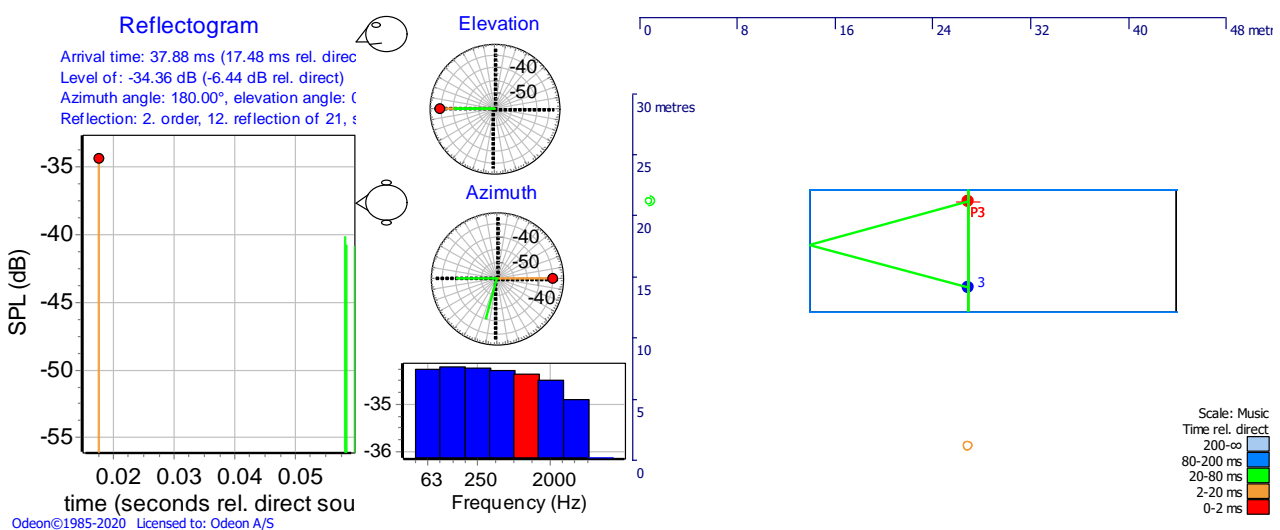 Reflectogram
Arrival time: 37.88 ms (17.48 ms rel. direc
Level of: -34.36 dB (-6.44 dB rel. direct)
Azimuth angle: 180.00°, elevation angle: 0
Reflection: 2. order, 12. reflection of 21, s
-35
-40
-45
-50
-55
SPL (dB)
0.02 0.03 0.04 0.05
time (seconds rel. direct sou
Odeon©1985-2020 Licensed to: Odeon A/S
Elevation
-40
-50
Azimuth
-40
-50
-40
-35
-36
63 250 2000
Frequency (Hz)
0 8 16 24 32 40 48 metr
30 metres
25
20
15
10
5
0
P3
3
Scale: Music
Time rel. direct
200-∞
80-200 ms
20-80 ms
2-20 ms
0-2 ms